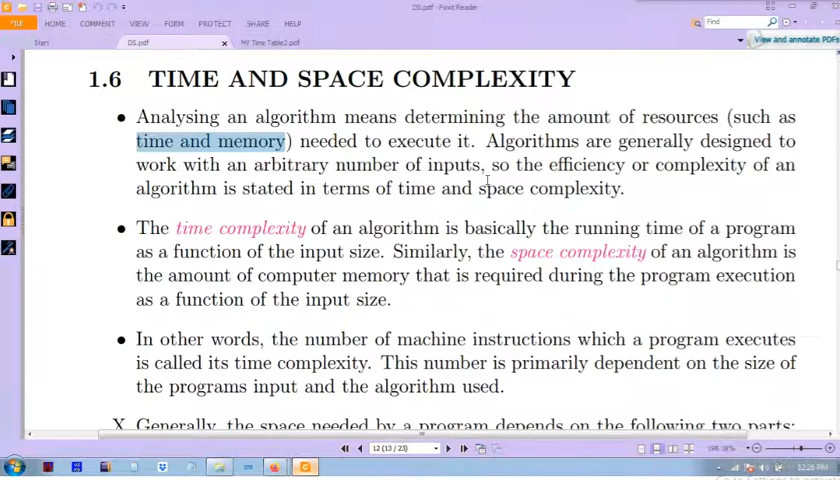 DS.pdf - Foxit Reader
FILE HOME COMMENT VIEW FORM PROTECT SHARE HELP Find
Start DS.pdf MY Time Table2.pdf View and annotate PDFs
1.6 TIME AND SPACE COMPLEXITY
• Analysing an algorithm means determining the amount of resources (such as
time and memory) needed to execute it. Algorithms are generally designed to
work with an arbitrary number of inputs, so the efficiency or complexity of an
algorithm is stated in terms of time and space complexity.
• The time complexity of an algorithm is basically the running time of a program
as a function of the input size. Similarly, the space complexity of an algorithm is
the amount of computer memory that is required during the program execution
as a function of the input size.
• In other words, the number of machine instructions which a program executes
is called its time complexity. This number is primarily dependent on the size of
the programs input and the algorithm used.
X Generally, the space needed by a program depends on the following two parts:
12 (13 / 23)
12:26 PM